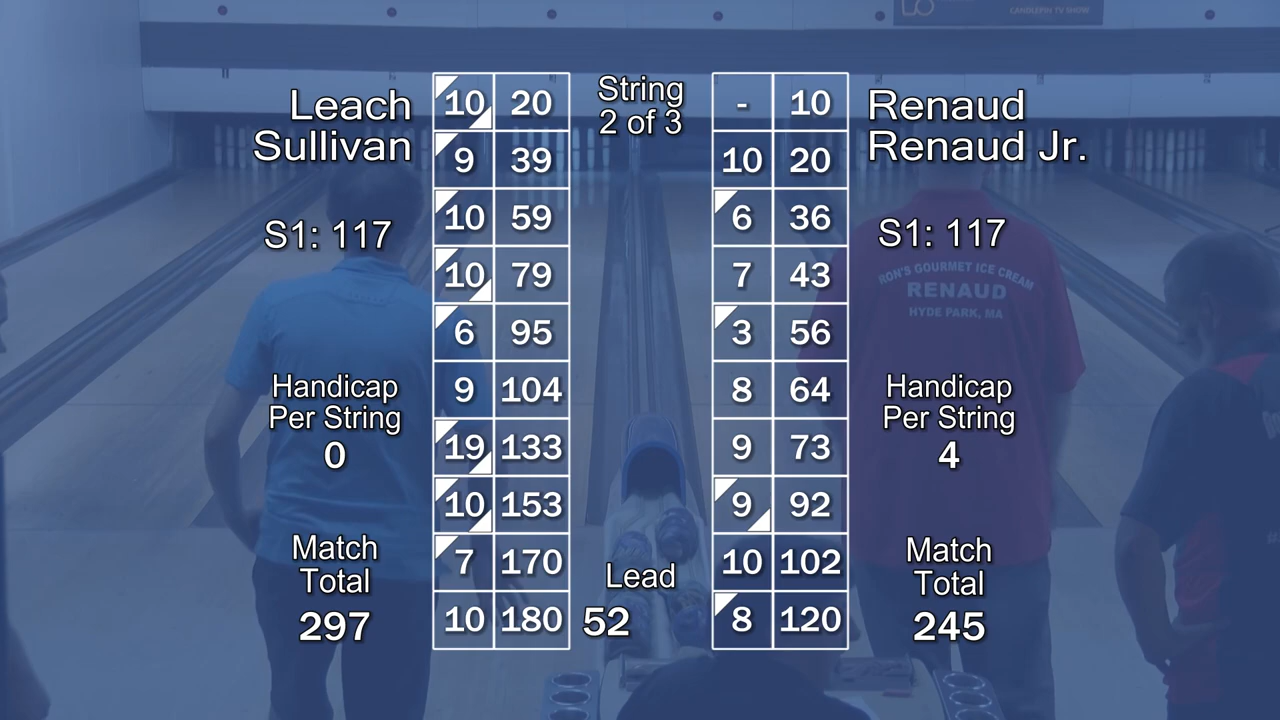 CANDLEPIN TV SHOW
Leach
Sullivan
S1: 117
Handicap
Per String
0
Match
Total
297
10 20
9 39
10 59
10 79
6 95
9 104
19 133
10 153
7 170
10 180
String
2 of 3
Lead
52
- 10
10 20
6 36
7 43
3 56
8 64
9 73
9 92
10 102
8 120
Renaud
Renaud Jr.
S1: 117
RON'S GOURMET ICE CREAM
RENAUD
HYDE PARK, MA
Handicap
Per String
4
Match
Total
245